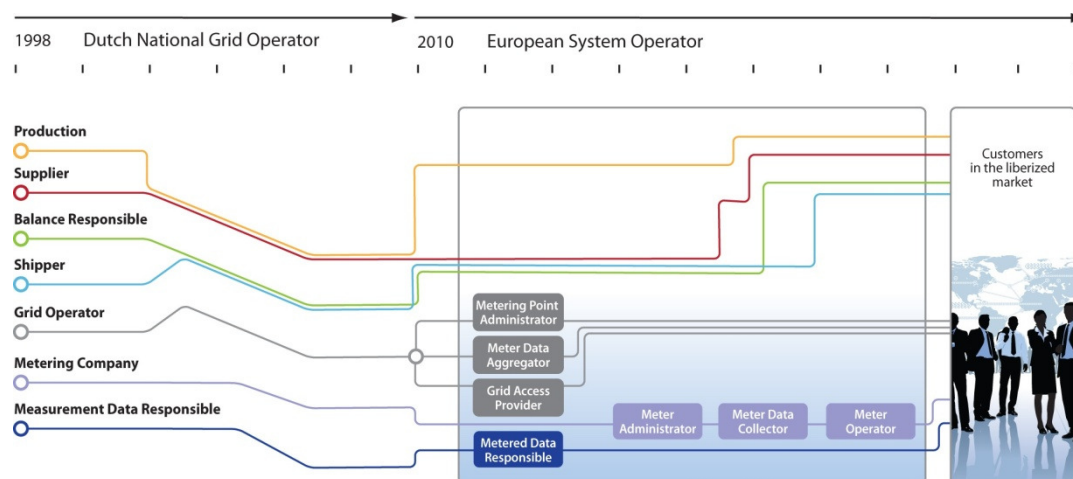 1998 Dutch National Grid Operator
2010 European System Operator
Production
Supplier
Balance Responsible
Shipper
Grid Operator
Metering Company
Measurement Data Responsible
Metering Point
Administrator
Meter Data
Aggregator
Grid Access
Provider
Meter
Administrator
Meter Data
Collector
Meter
Operator
Metered Data
Responsible
Customers
in the liberized
market